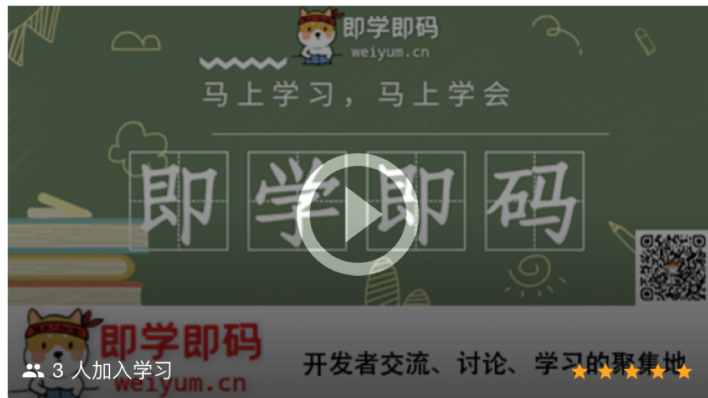 即学即码
weiyum.cn
马上学习，马上学会
即学即码
即学即码
weiyum.cn
开发者交流、讨论、学习的聚集地
3 人加入学习